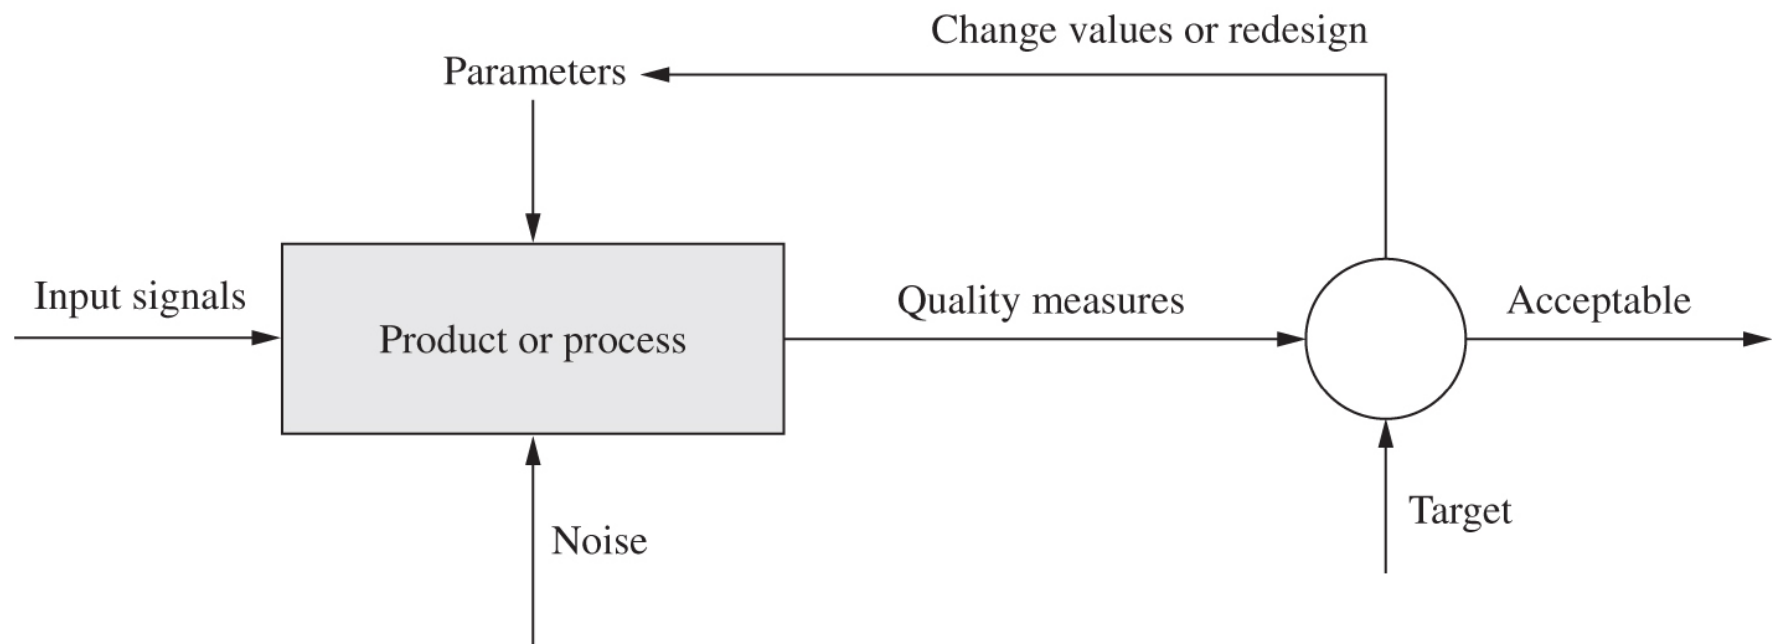 Change values or redesign
Parameters
Input signals
Product or process
Quality measures
Acceptable
Noise
Target